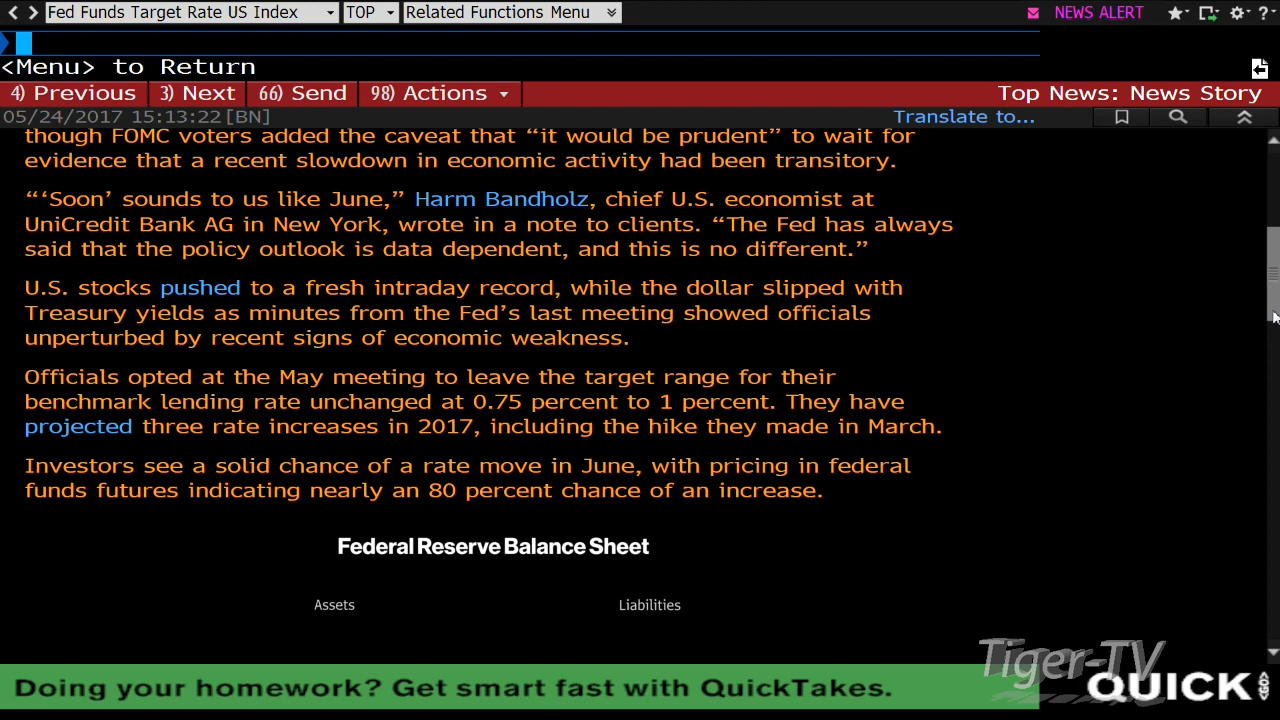 Fed Funds Target Rate US Index TOP Related Functions Menu NEWS ALERT ?
<Menu> to Return
4) Previous 3) Next 66) Send 98) Actions Top News: News Story
05/24/2017 15:13:22 [BN] Translate to...
though FOMC voters added the caveat that “it would be prudent” to wait for
evidence that a recent slowdown in economic activity had been transitory.
“‘Soon’ sounds to us like June,” Harm Bandholz, chief U.S. economist at
UniCredit Bank AG in New York, wrote in a note to clients. “The Fed has always
said that the policy outlook is data dependent, and this is no different.”
U.S. stocks pushed to a fresh intraday record, while the dollar slipped with
Treasury yields as minutes from the Fed’s last meeting showed officials
unperturbed by recent signs of economic weakness.
Officials opted at the May meeting to leave the target range for their
benchmark lending rate unchanged at 0.75 percent to 1 percent. They have
projected three rate increases in 2017, including the hike they made in March.
Investors see a solid chance of a rate move in June, with pricing in federal
funds futures indicating nearly an 80 percent chance of an increase.
Federal Reserve Balance Sheet
Assets Liabilities
Tiger-TV
Doing your homework? Get smart fast with QuickTakes. QUICK <GO>